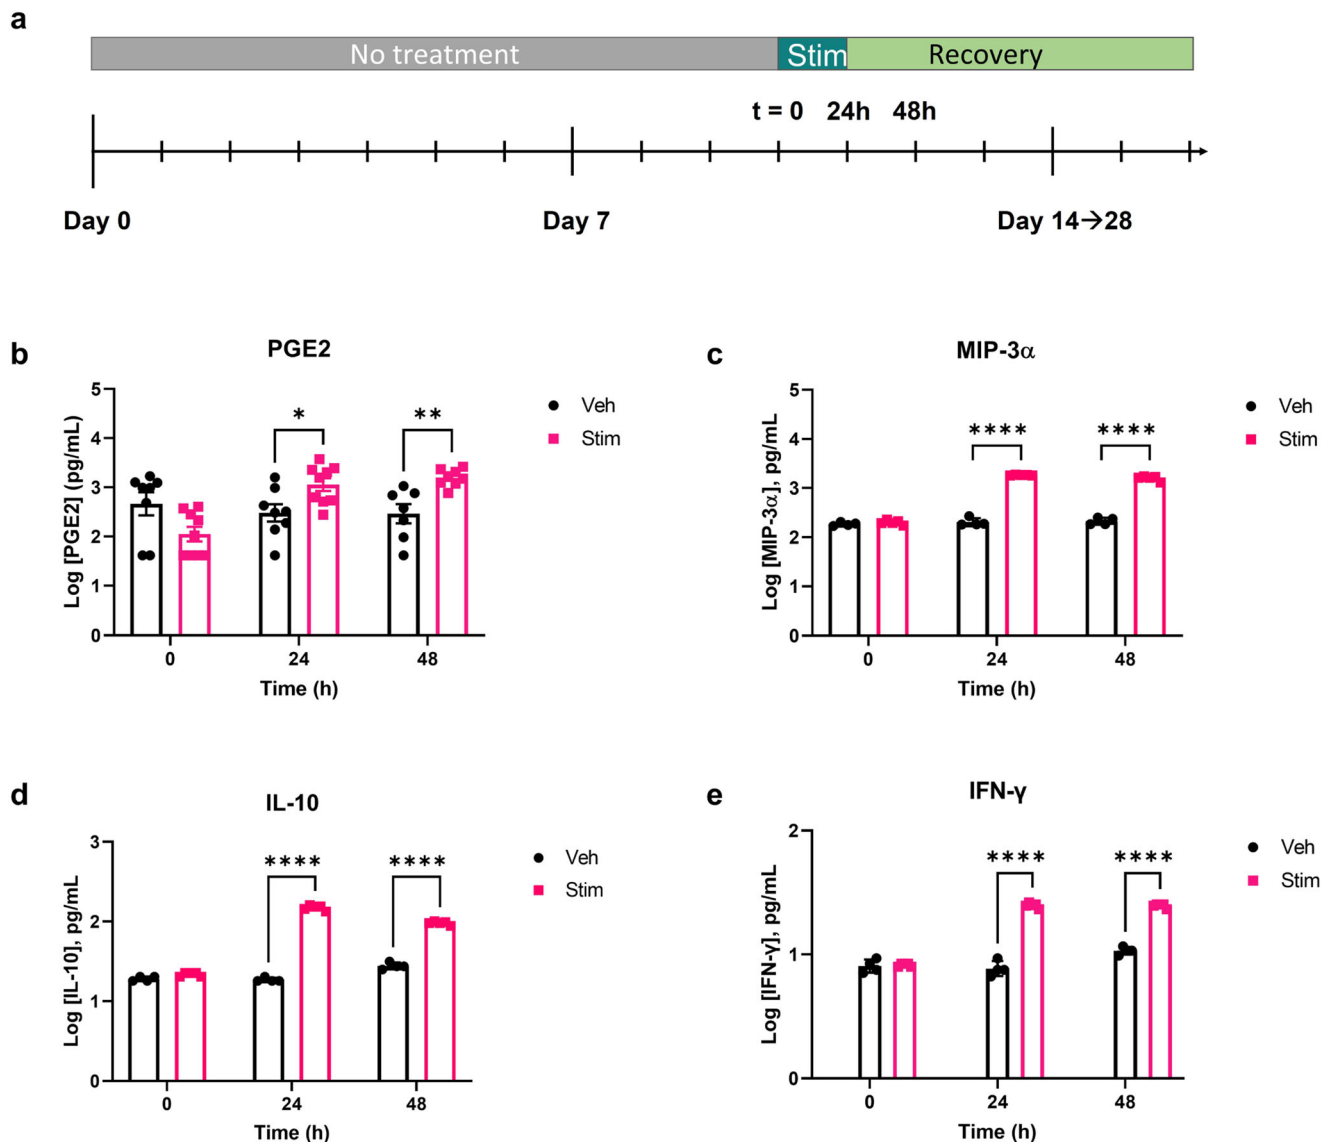 a
No treatment Stim Recovery
t = 0 24h 48h
Day 0 Day 7 Day 14→28
b
PGE2
Log [PGE2] (pg/mL)
5
4
3
2
1
0
* **
Veh
Stim
0 24 48
Time (h)
c
MIP-3α
Log [MIP-3α], pg/mL
5
4
3
2
1
0
**** ****
Veh
Stim
0 24 48
Time (h)
d
IL-10
Log [IL-10], pg/mL
3
2
1
0
**** ****
Veh
Stim
0 24 48
Time (h)
e
IFN-γ
Log [IFN-γ], pg/mL
2
1
0
**** ****
Veh
Stim
0 24 48
Time (h)